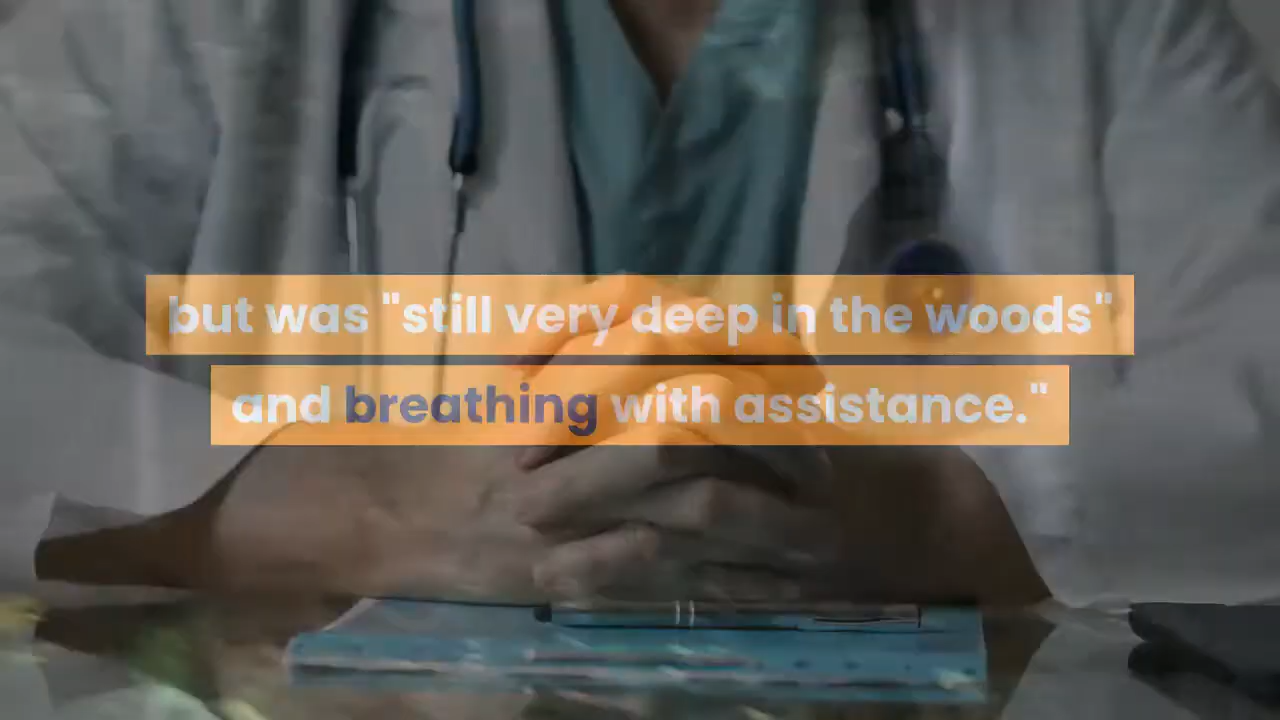 but was "still very deep in the woods"
and breathing with assistance."